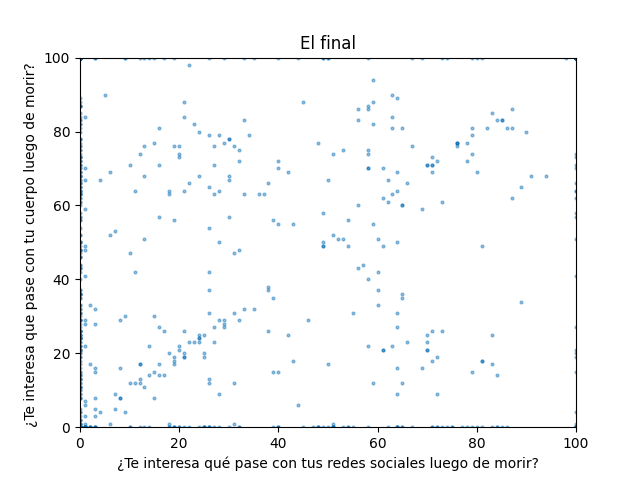 El final
100
80
60
40
20
0
0 20 40 60 80 100
¿Te interesa que pase con tu cuerpo luego de morir?
¿Te interesa qué pase con tus redes sociales luego de morir?